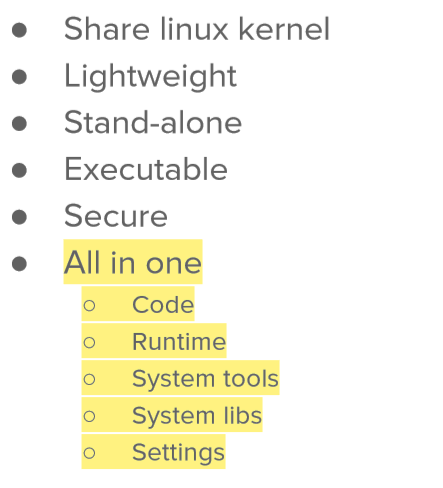 ● Share linux kernel
● Lightweight
● Stand-alone
● Executable
● Secure
● All in one
○ Code
○ Runtime
○ System tools
○ System libs
○ Settings